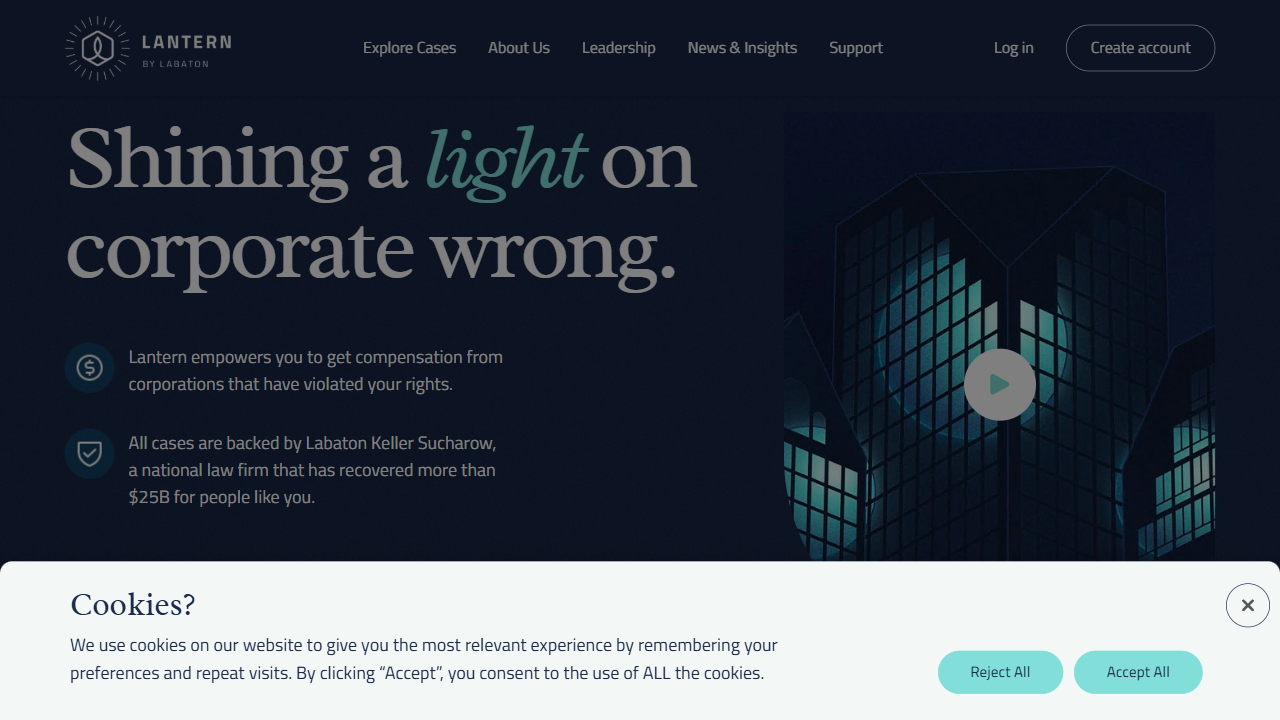 LANTERN
BY LABATON
Explore Cases
About Us
Leadership
News & Insights
Support
Log in
Create account
Shining a light on
corporate wrong.
Lantern empowers you to get compensation from
corporations that have violated your rights.
All cases are backed by Labaton Keller Sucharow,
a national law firm that has recovered more than
$25B for people like you.
Cookies?
We use cookies on our website to give you the most relevant experience by remembering your
preferences and repeat visits. By clicking “Accept”, you consent to the use of ALL the cookies.
Reject All
Accept All